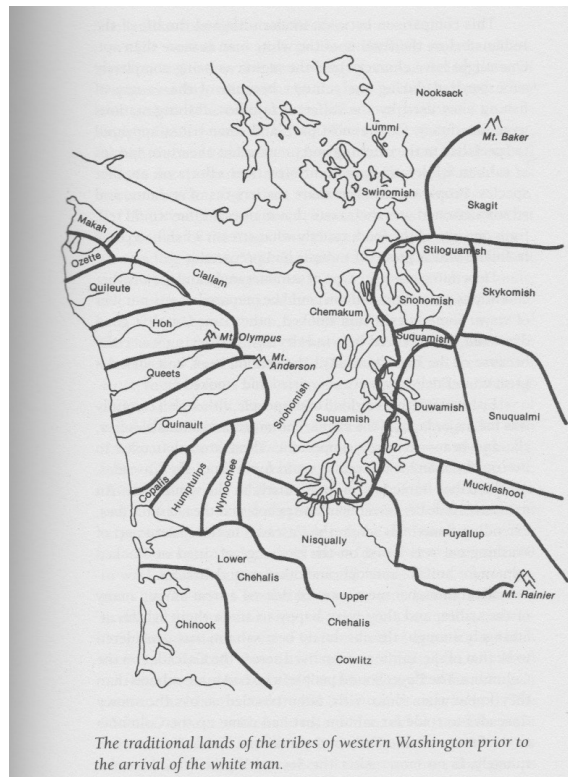 Nooksack
Lummi
Mt. Baker
Swinomish
Skagit
Makah
Stiloguamish
Ozette
Clallam
Skykomish
Quileute
Snohomish
Chemakum
Hoh
Suquamish
Mt. Olympus
Mt.
Anderson
Queets
Snohomish
Duwamish
Suquamish
Snuqualmi
Quinault
Copalis
Humptulips
Wynoochee
Muckleshoot
Nisqually
Puyallup
Lower
Chehalis
Mt. Rainier
Upper
Chehalis
Chinook
Cowlitz
The traditional lands of the tribes of western Washington prior to
the arrival of the white man.